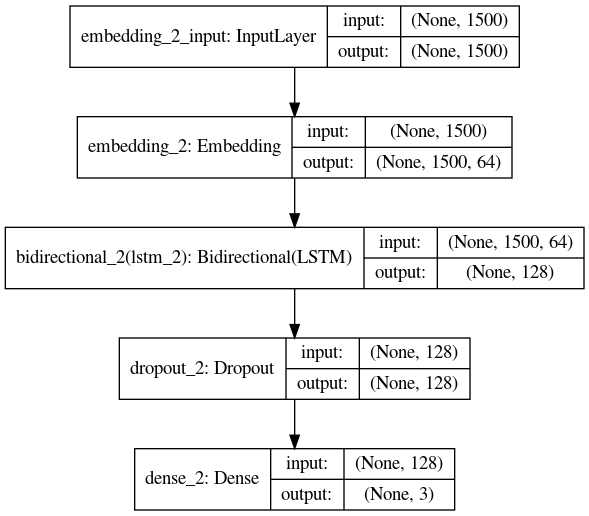 embedding_2_input: InputLayer
input:
(None, 1500)
output:
(None, 1500)
embedding_2: Embedding
input:
(None, 1500)
output:
(None, 1500, 64)
bidirectional_2(lstm_2): Bidirectional(LSTM)
input:
(None, 1500, 64)
output:
(None, 128)
dropout_2: Dropout
input:
(None, 128)
output:
(None, 128)
dense_2: Dense
input:
(None, 128)
output:
(None, 3)